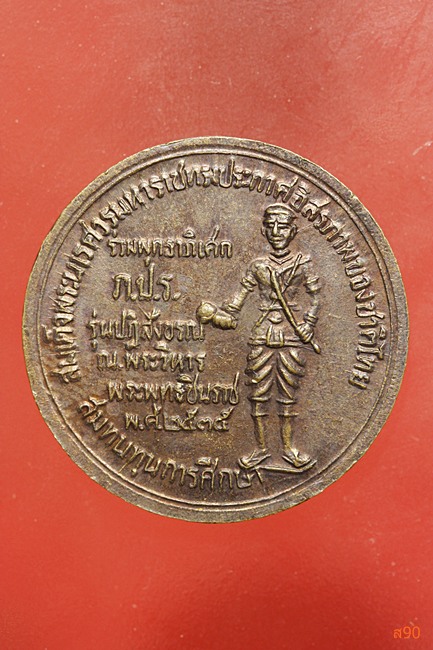 สมเด็จพระนเรศวรมหาราชทรงประกาศอิสรภาพของชาติไทย
รวมพุทธาภิเศก
ภ.ป.ร.
รุ่นปฏิสังขรณ์
ณ.พระวิหาร
พระพุทธชินราช
พ.ศ.๒๕๓๕
สมทบทุนการศึกษา
ส90